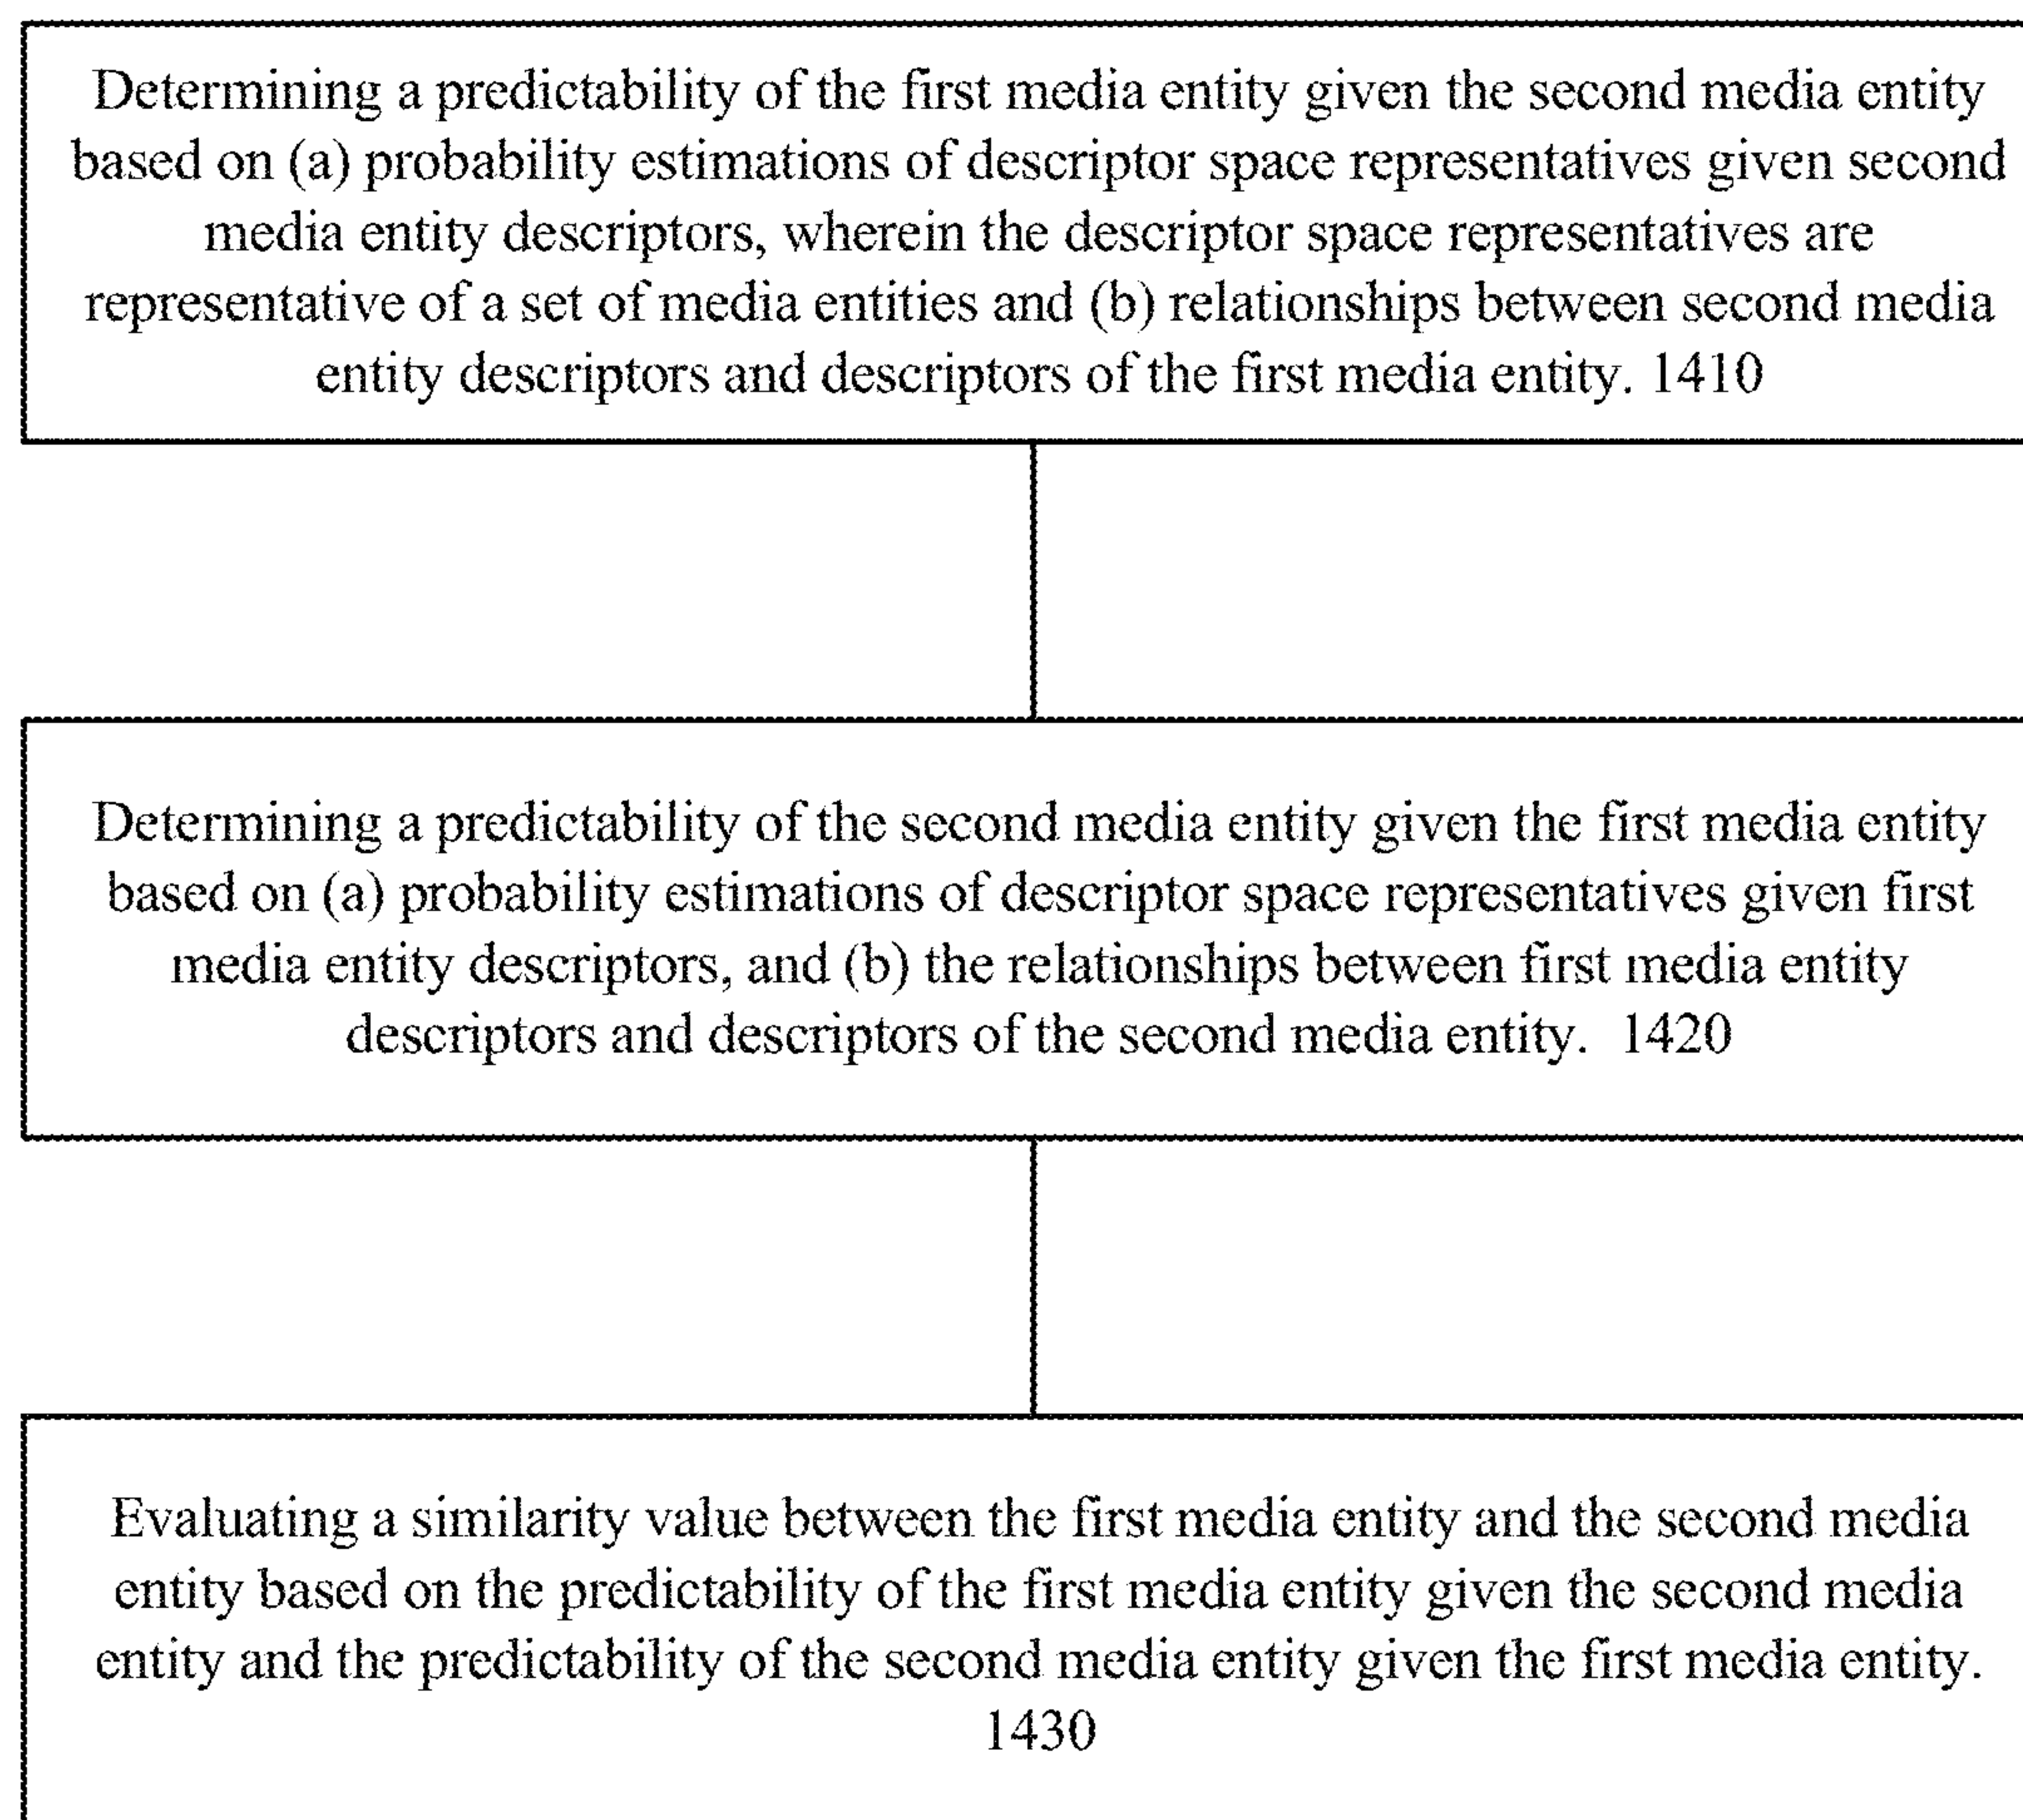 Determining a predictability of the first media entity given the second media entity
based on (a) probability estimations of descriptor space representatives given second
media entity descriptors, wherein the descriptor space representatives are
representative of a set of media entities and (b) relationships between second media
entity descriptors and descriptors of the first media entity. 1410
Determining a predictability of the second media entity given the first media entity
based on (a) probability estimations of descriptor space representatives given first
media entity descriptors, and (b) the relationships between first media entity
descriptors and descriptors of the second media entity. 1420
Evaluating a similarity value between the first media entity and the second media
entity based on the predictability of the first media entity given the second media
entity and the predictability of the second media entity given the first media entity.
1430